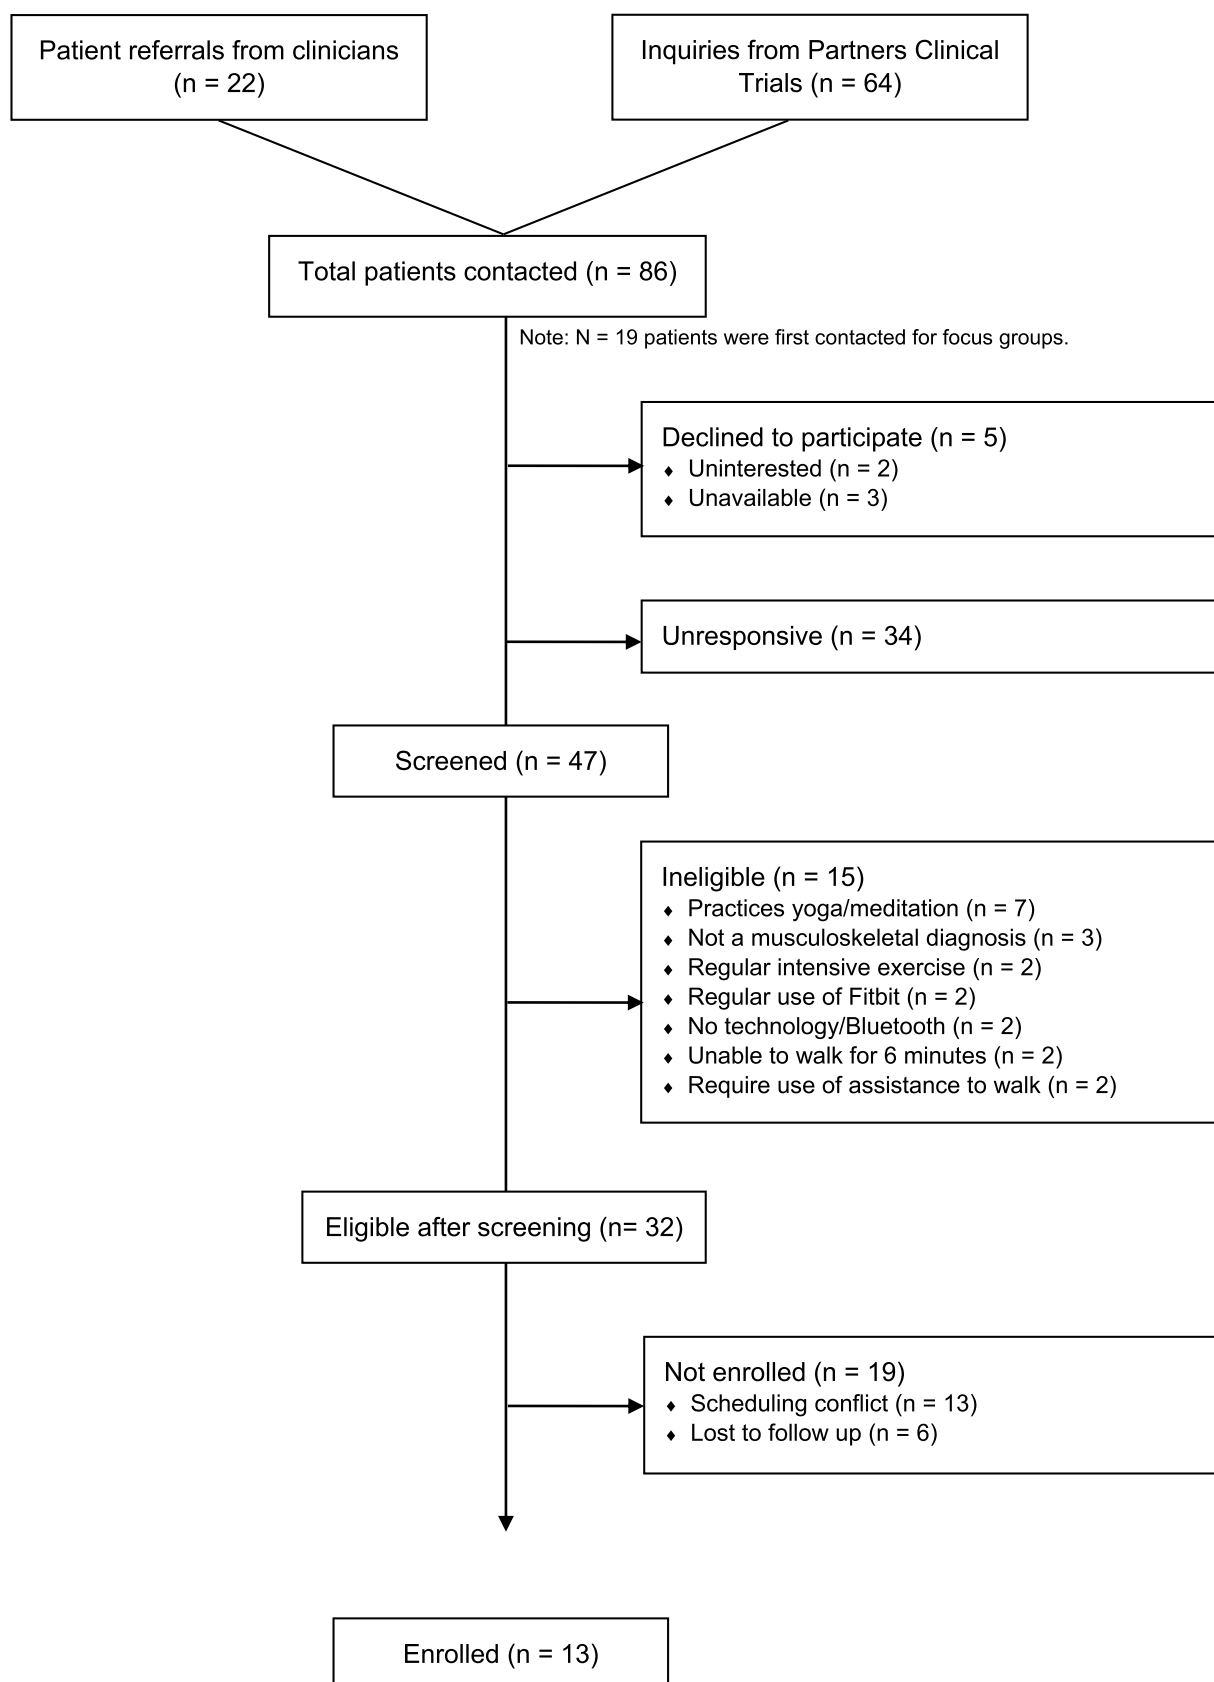 Patient referrals from clinicians
(n = 22)
Inquiries from Partners Clinical
Trials (n = 64)
Total patients contacted (n = 86)
Note: N = 19 patients were first contacted for focus groups.
Declined to participate (n = 5)
♦ Uninterested (n = 2)
♦ Unavailable (n = 3)
Unresponsive (n = 34)
Screened (n = 47)
Ineligible (n = 15)
♦ Practices yoga/meditation (n = 7)
♦ Not a musculoskeletal diagnosis (n = 3)
♦ Regular intensive exercise (n = 2)
♦ Regular use of Fitbit (n = 2)
♦ No technology/Bluetooth (n = 2)
♦ Unable to walk for 6 minutes (n = 2)
♦ Require use of assistance to walk (n = 2)
Eligible after screening (n= 32)
Not enrolled (n = 19)
♦ Scheduling conflict (n = 13)
♦ Lost to follow up (n = 6)
Enrolled (n = 13)